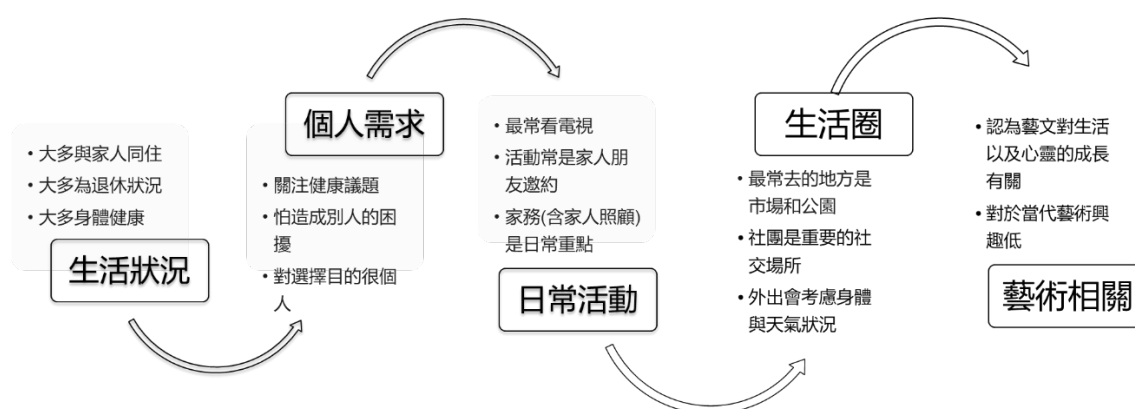 • 大多與家人同住
• 大多為退休狀況
• 大多身體健康
生活狀況
個人需求
• 關注健康議題
• 怕造成別人的困
擾
• 對選擇目的很個
人
• 最常看電視
• 活動常是家人朋
友邀約
• 家務(含家人照顧)
是日常重點
日常活動
生活圈
• 最常去的地方是
市場和公園
• 社團是重要的社
交場所
• 外出會考慮身體
與天氣狀況
• 認為藝文對生活
以及心靈的成長
有關
• 對於當代藝術興
趣低
藝術相關